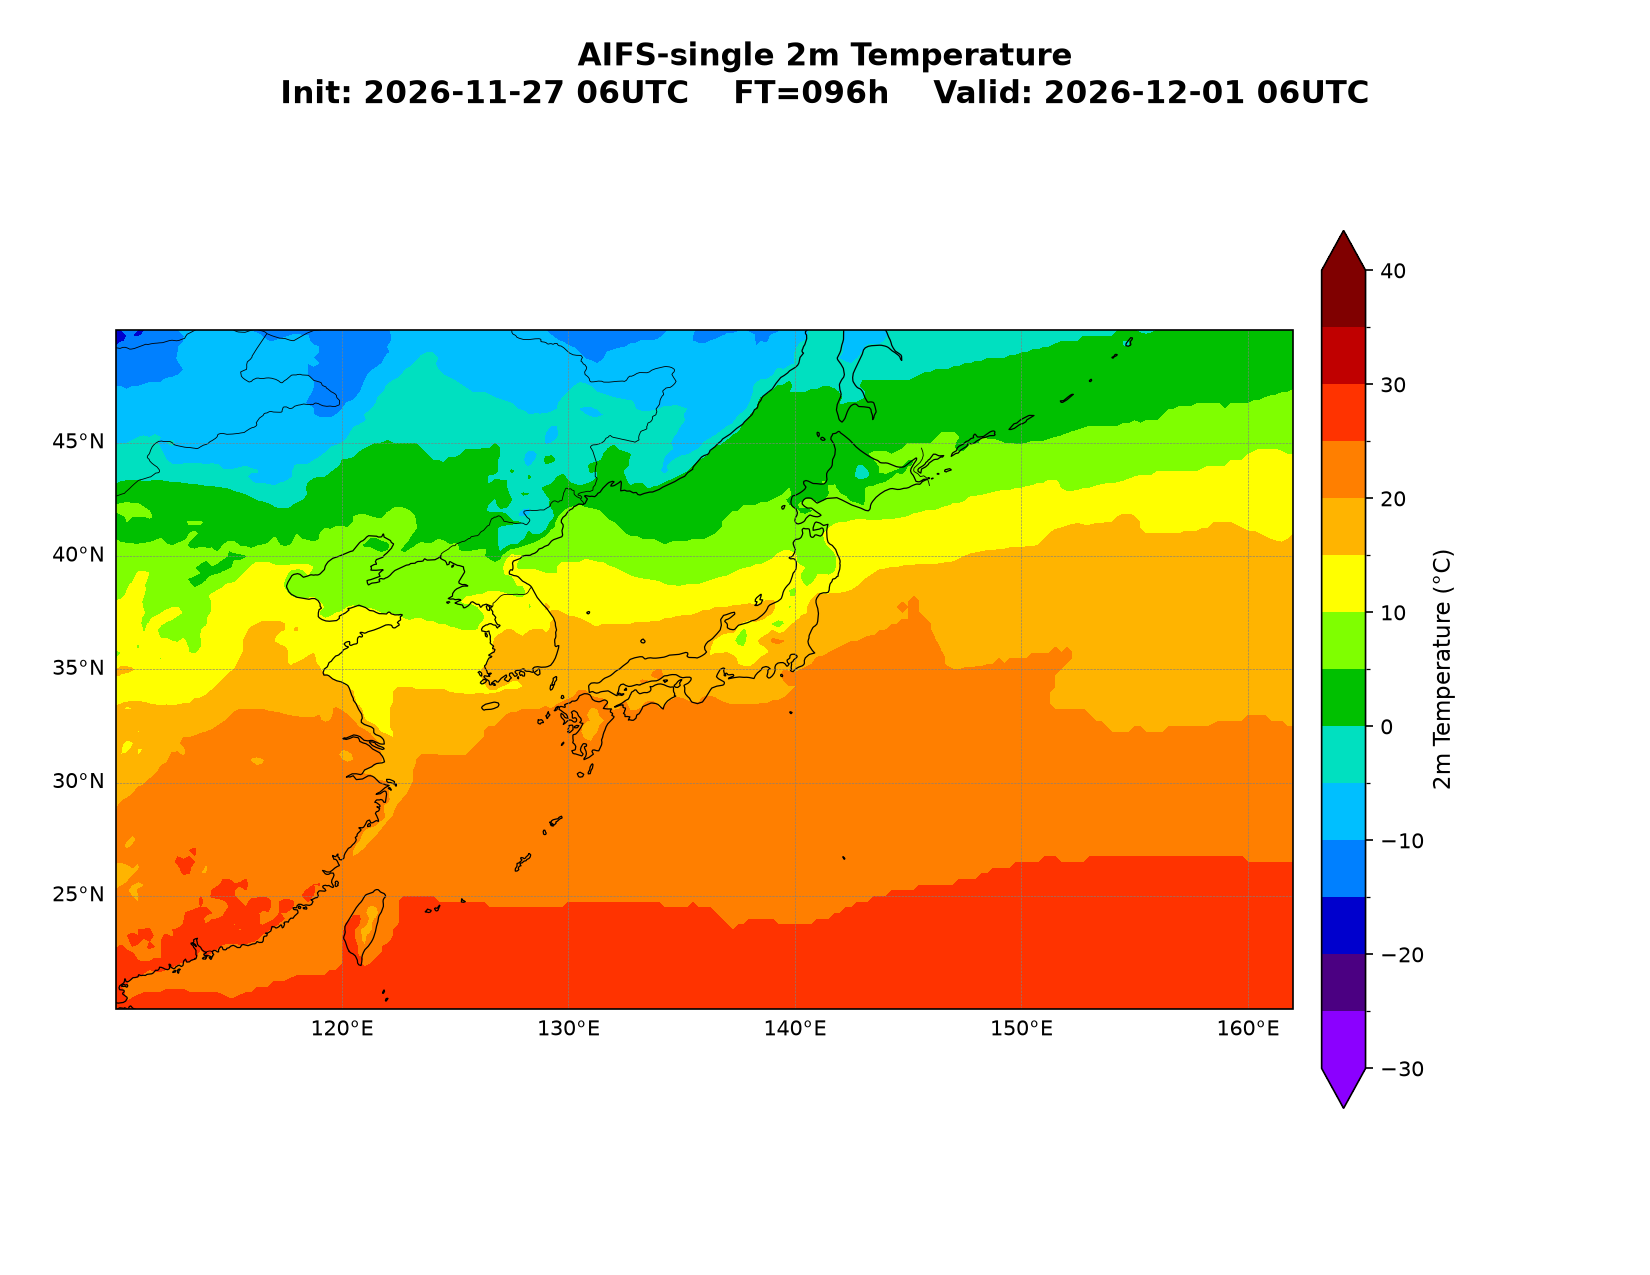 AIFS-single 2m Temperature
Init: 2026-11-27 06UTC    FT=096h    Valid: 2026-12-01 06UTC
45°N
40°N
35°N
30°N
25°N
120°E
130°E
140°E
150°E
160°E
40
30
20
10
0
−10
−20
−30
2m Temperature (°C)